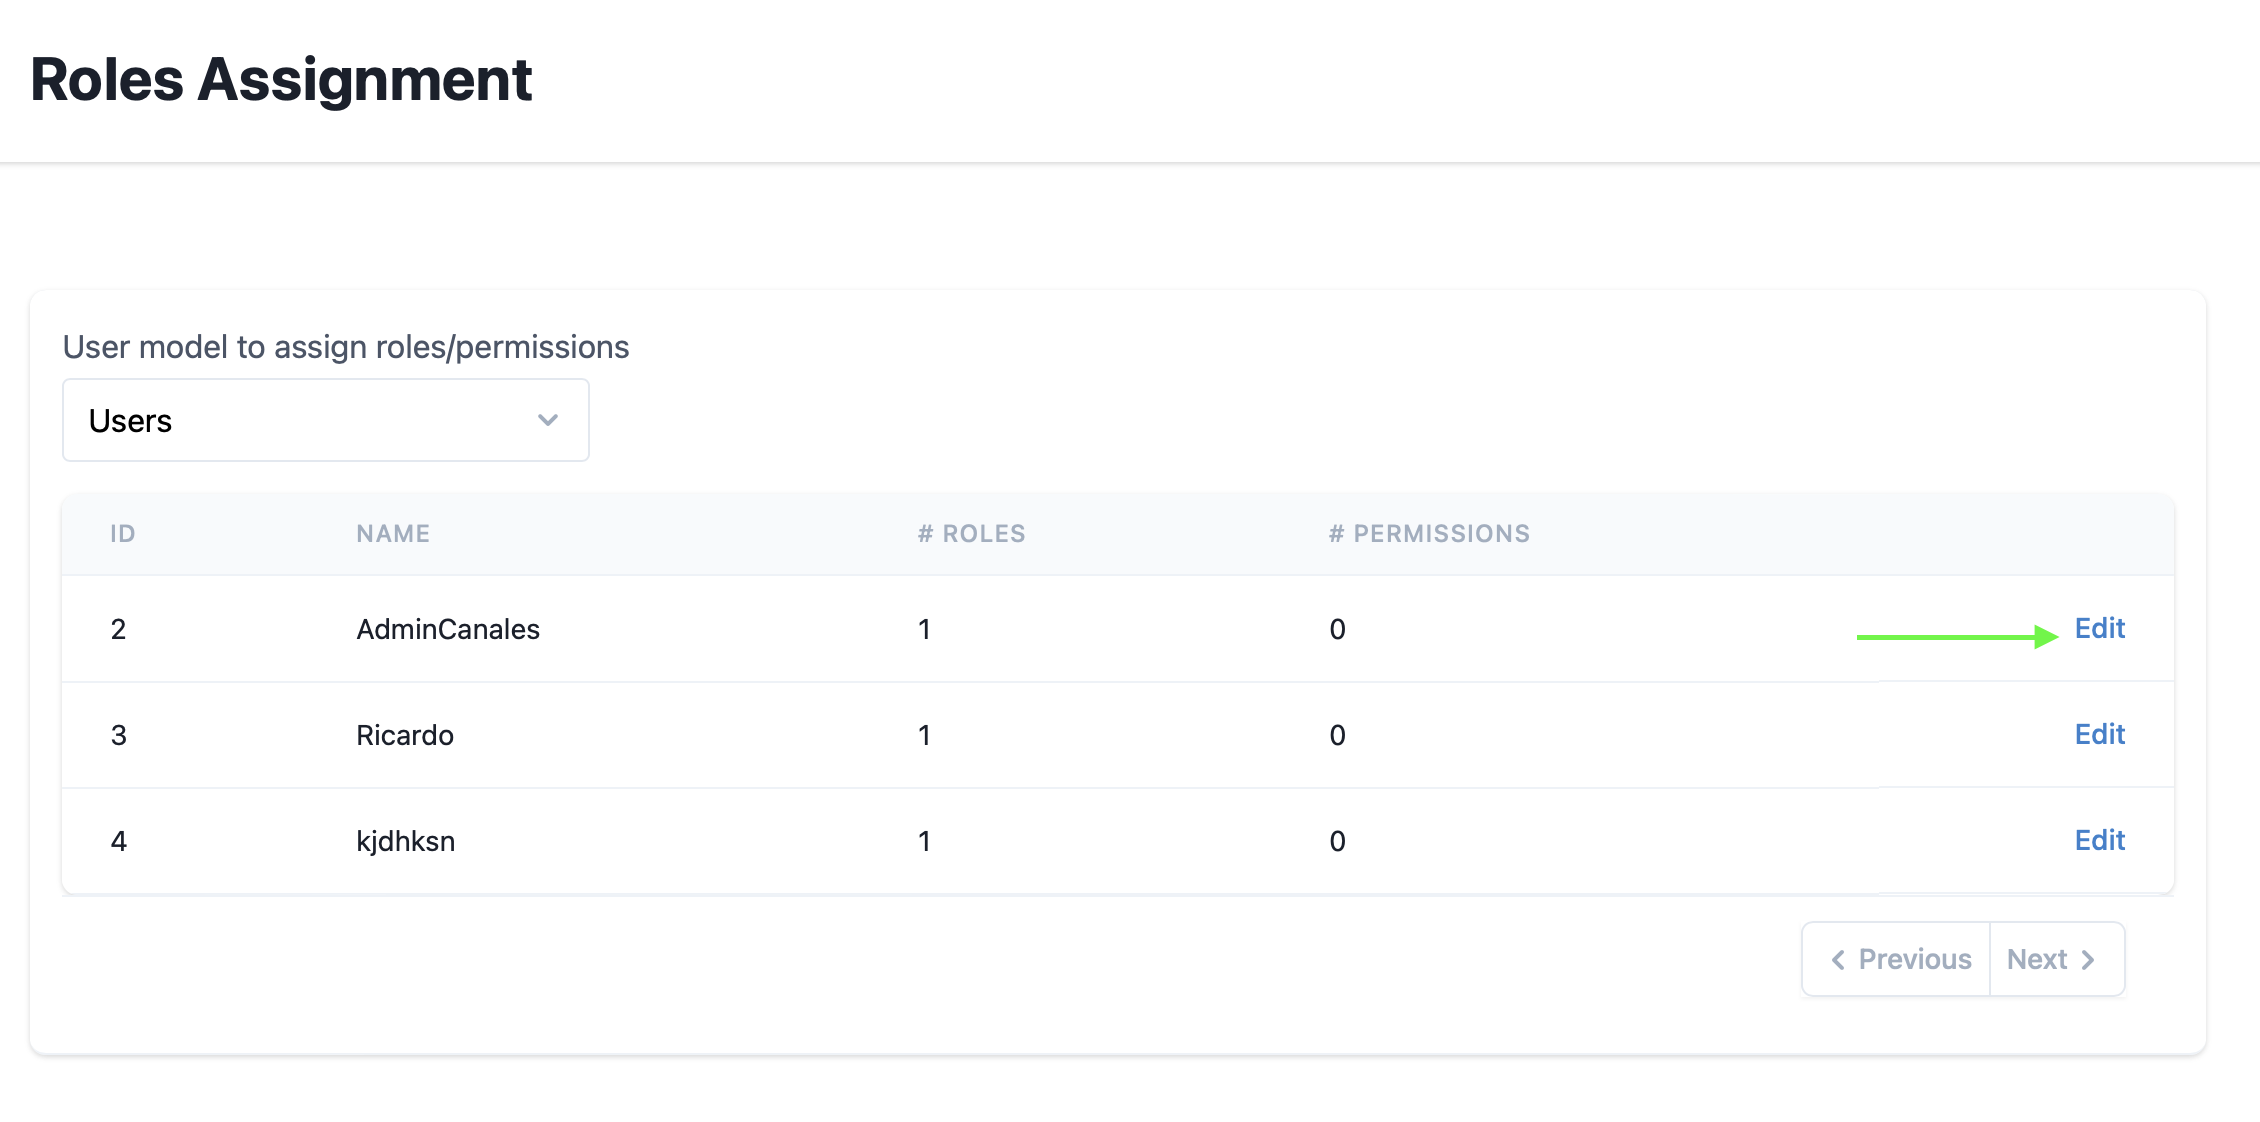 Roles Assignment
User model to assign roles/permissions
Users
ID NAME # ROLES # PERMISSIONS
2 AdminCanales 1 0 Edit
3 Ricardo 1 0 Edit
4 kjdhksn 1 0 Edit
Previous Next